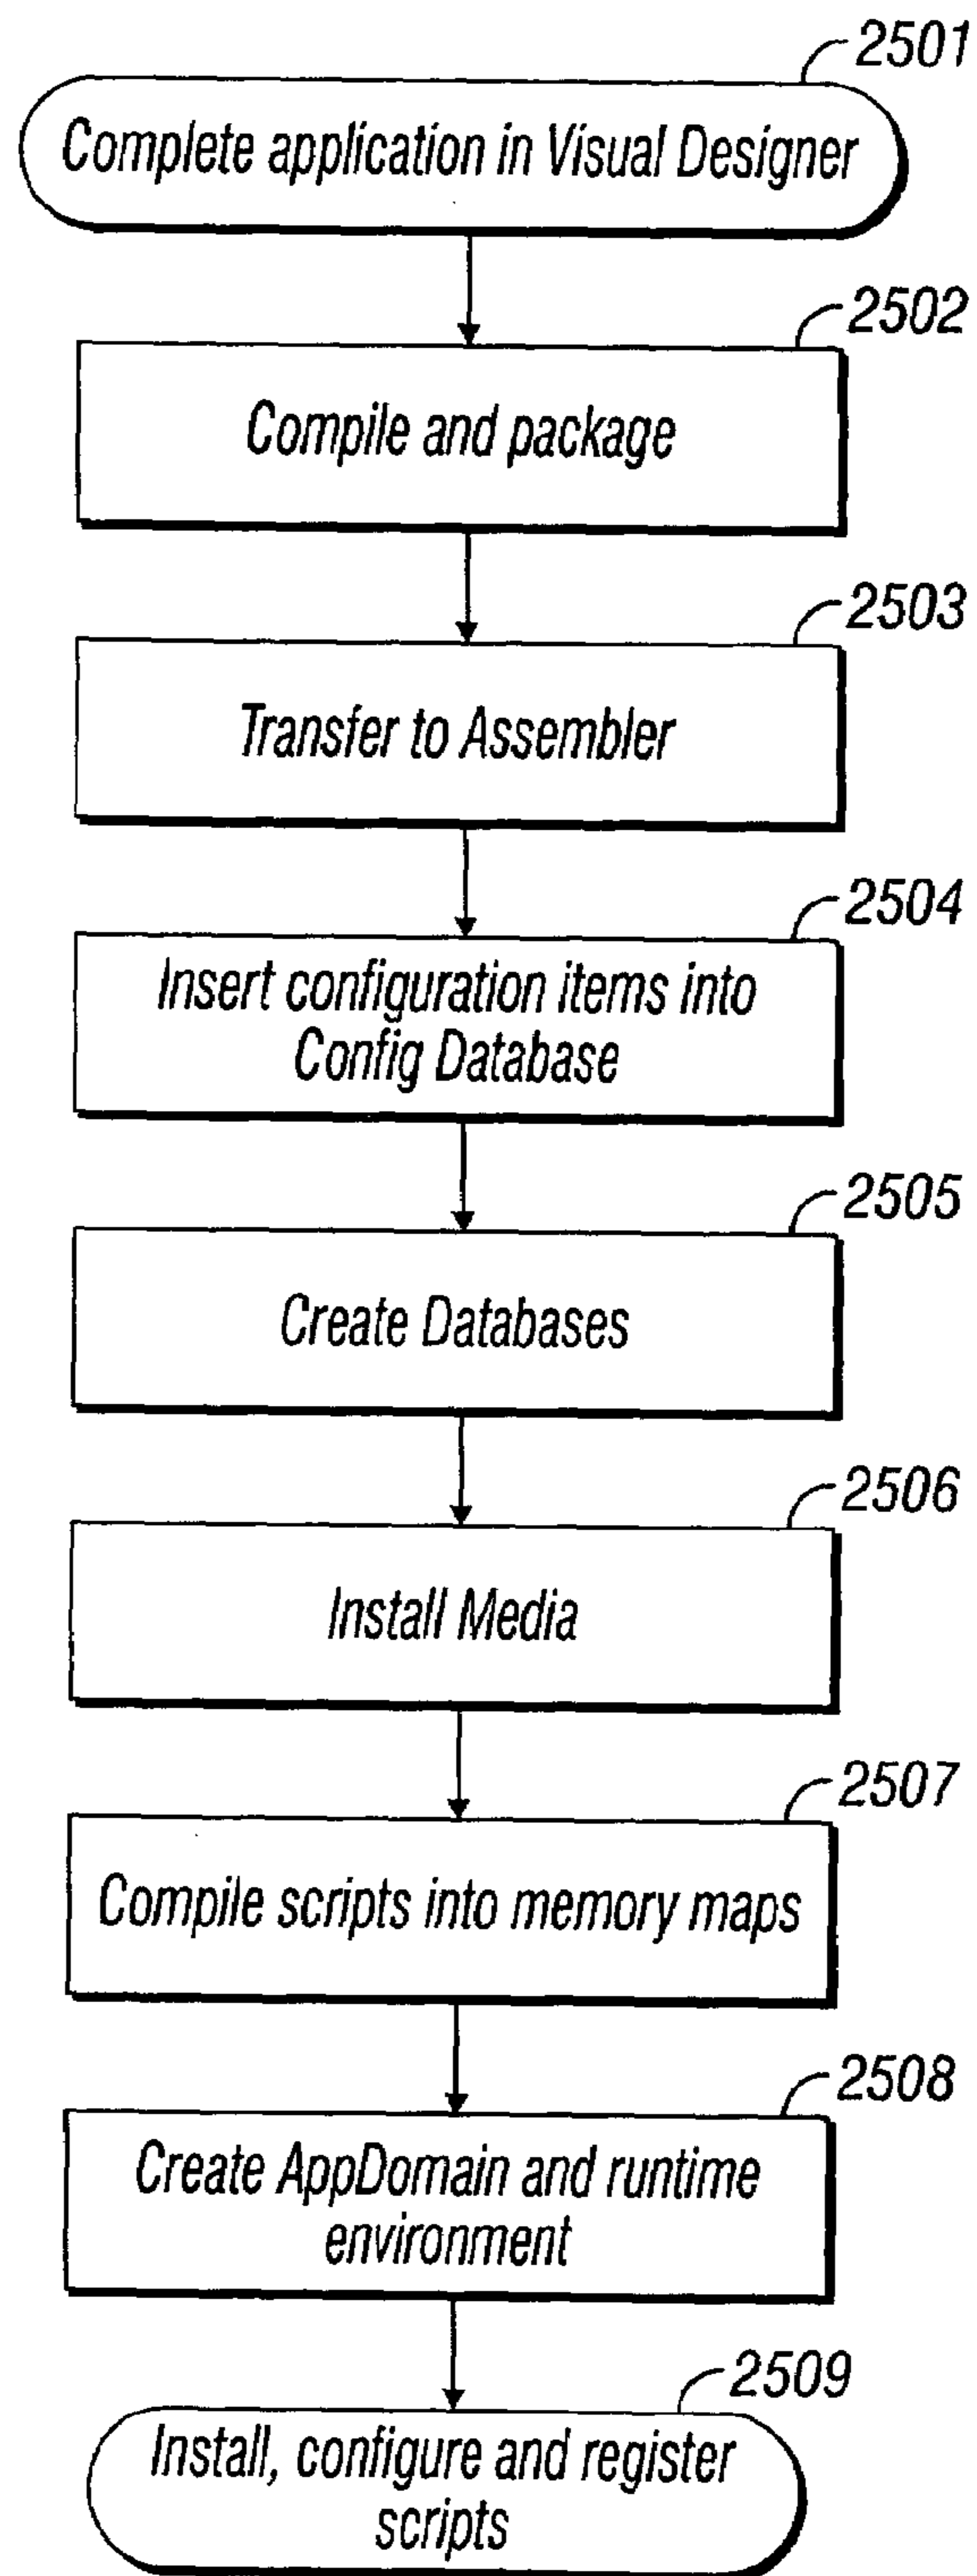 2501
Complete application in Visual Designer
2502
Compile and package
2503
Transfer to Assembler
2504
Insert configuration items into
Config Database
2505
Create Databases
2506
Install Media
2507
Compile scripts into memory maps
2508
Create AppDomain and runtime
environment
2509
Install, configure and register
scripts